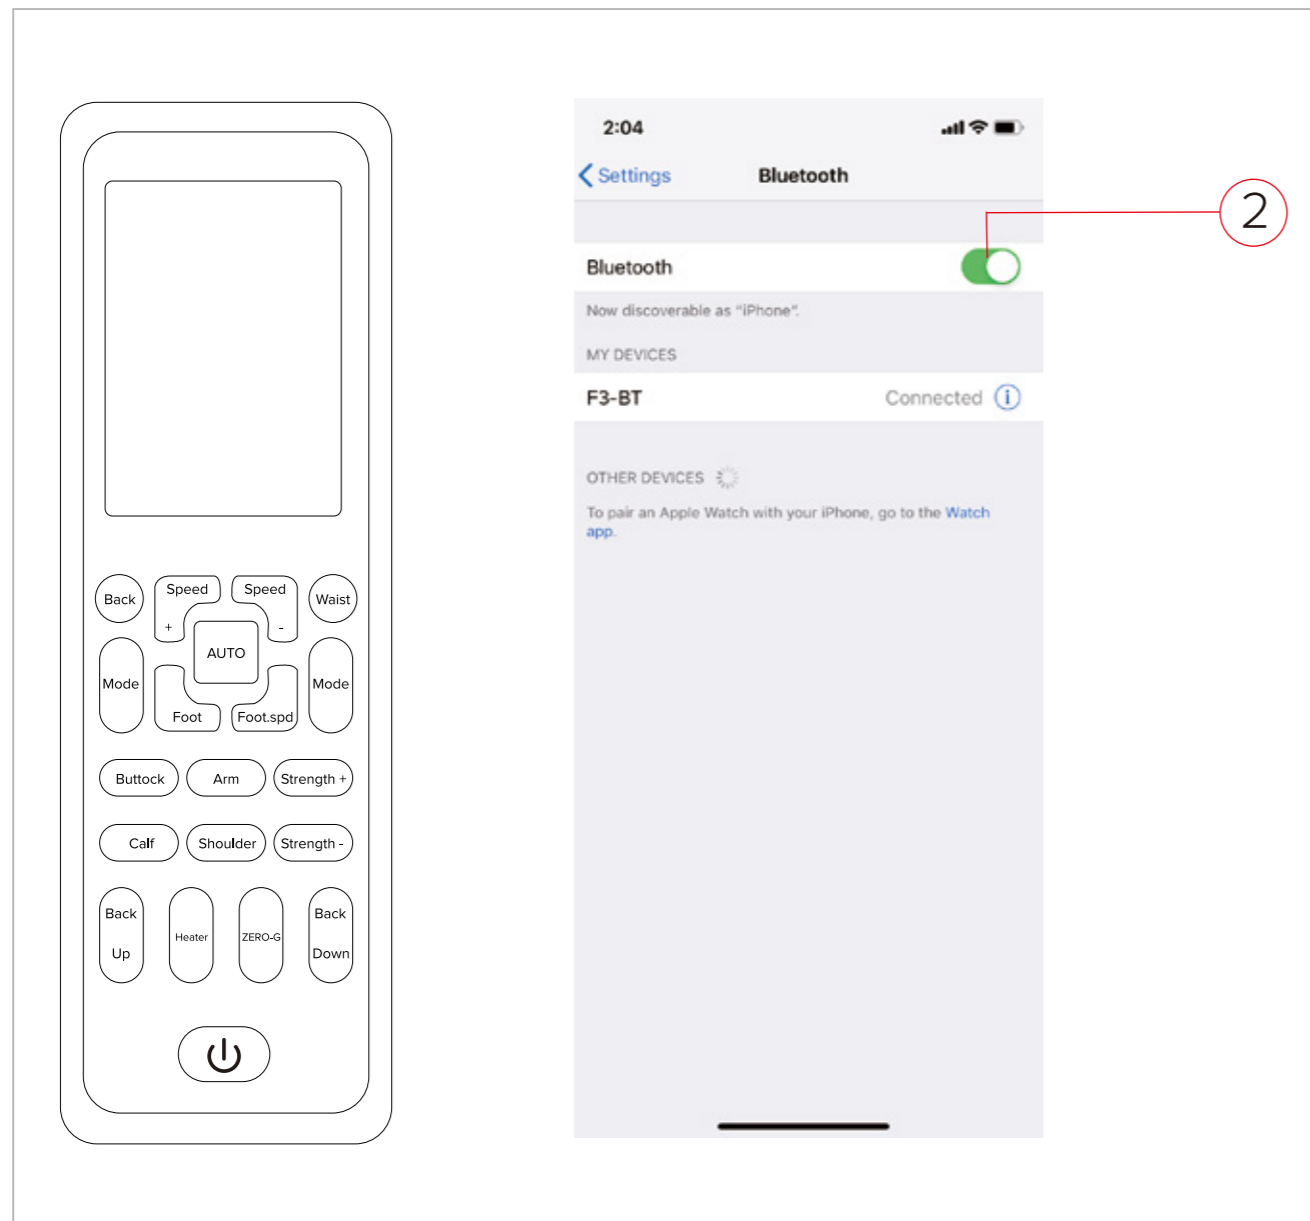 Back
Speed
+
Speed
-
Waist
Mode
AUTO
Mode
Foot
Foot.spd
Buttock
Arm
Strength +
Calf
Shoulder
Strength -
Back
Up
Heater
ZERO-G
Back
Down
2:04
Settings
Bluetooth
Bluetooth
Now discoverable as "iPhone".
MY DEVICES
F3-BT
Connected i
OTHER DEVICES
To pair an Apple Watch with your iPhone, go to the Watch
app.
2